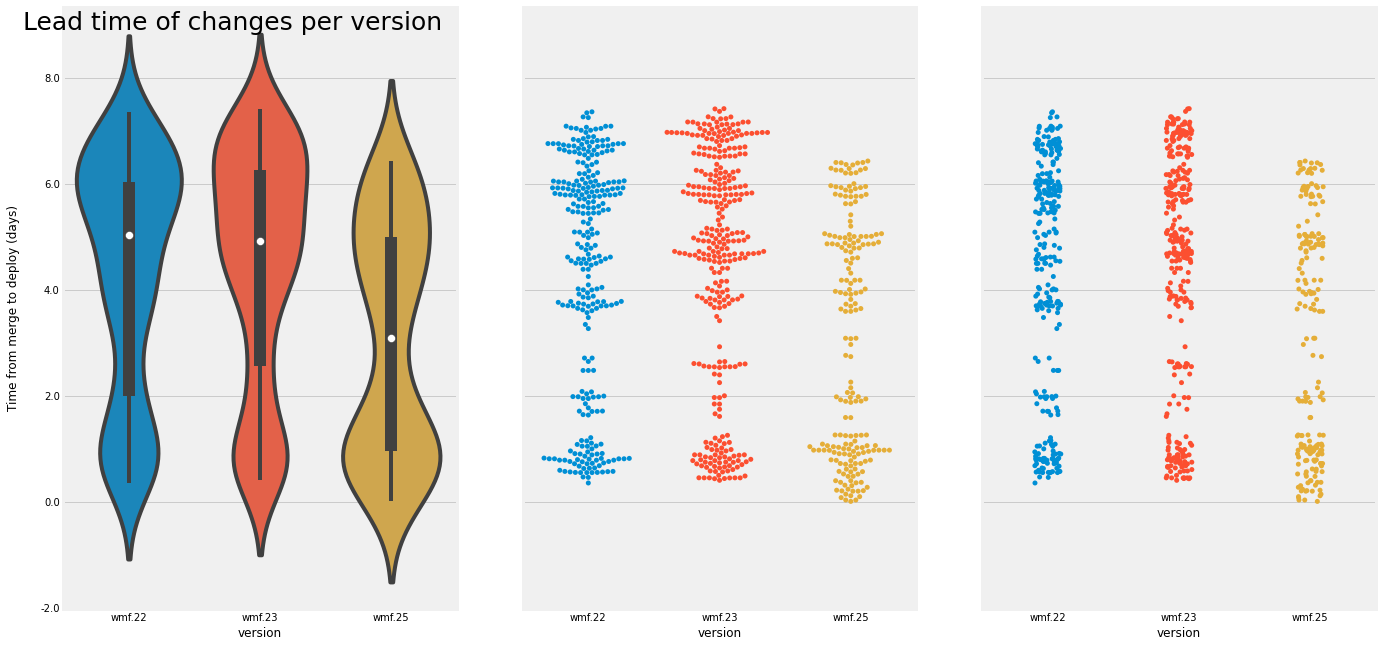 Lead time of changes per version
Time from merge to deploy (days)
8.0
6.0
4.0
2.0
0.0
-2.0
wmf.22 wmf.23 wmf.25
version
wmf.22 wmf.23 wmf.25
version
wmf.22 wmf.23 wmf.25
version